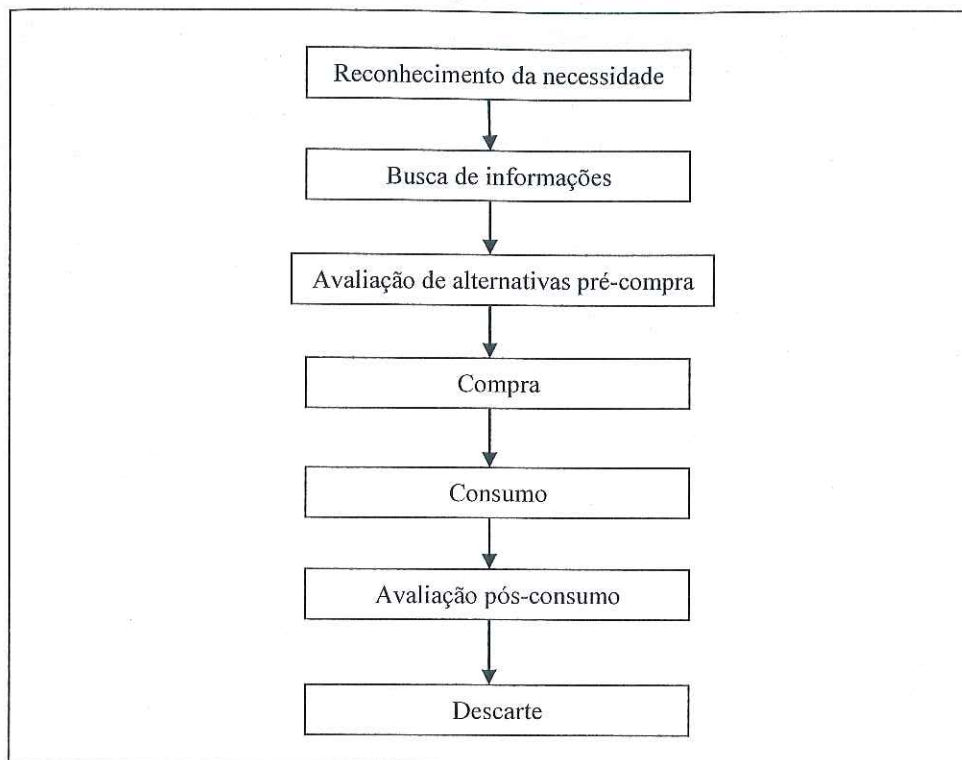 Reconhecimento da necessidade
Busca de informações
Avaliação de alternativas pré-compra
Compra
Consumo
Avaliação pós-consumo
Descarte